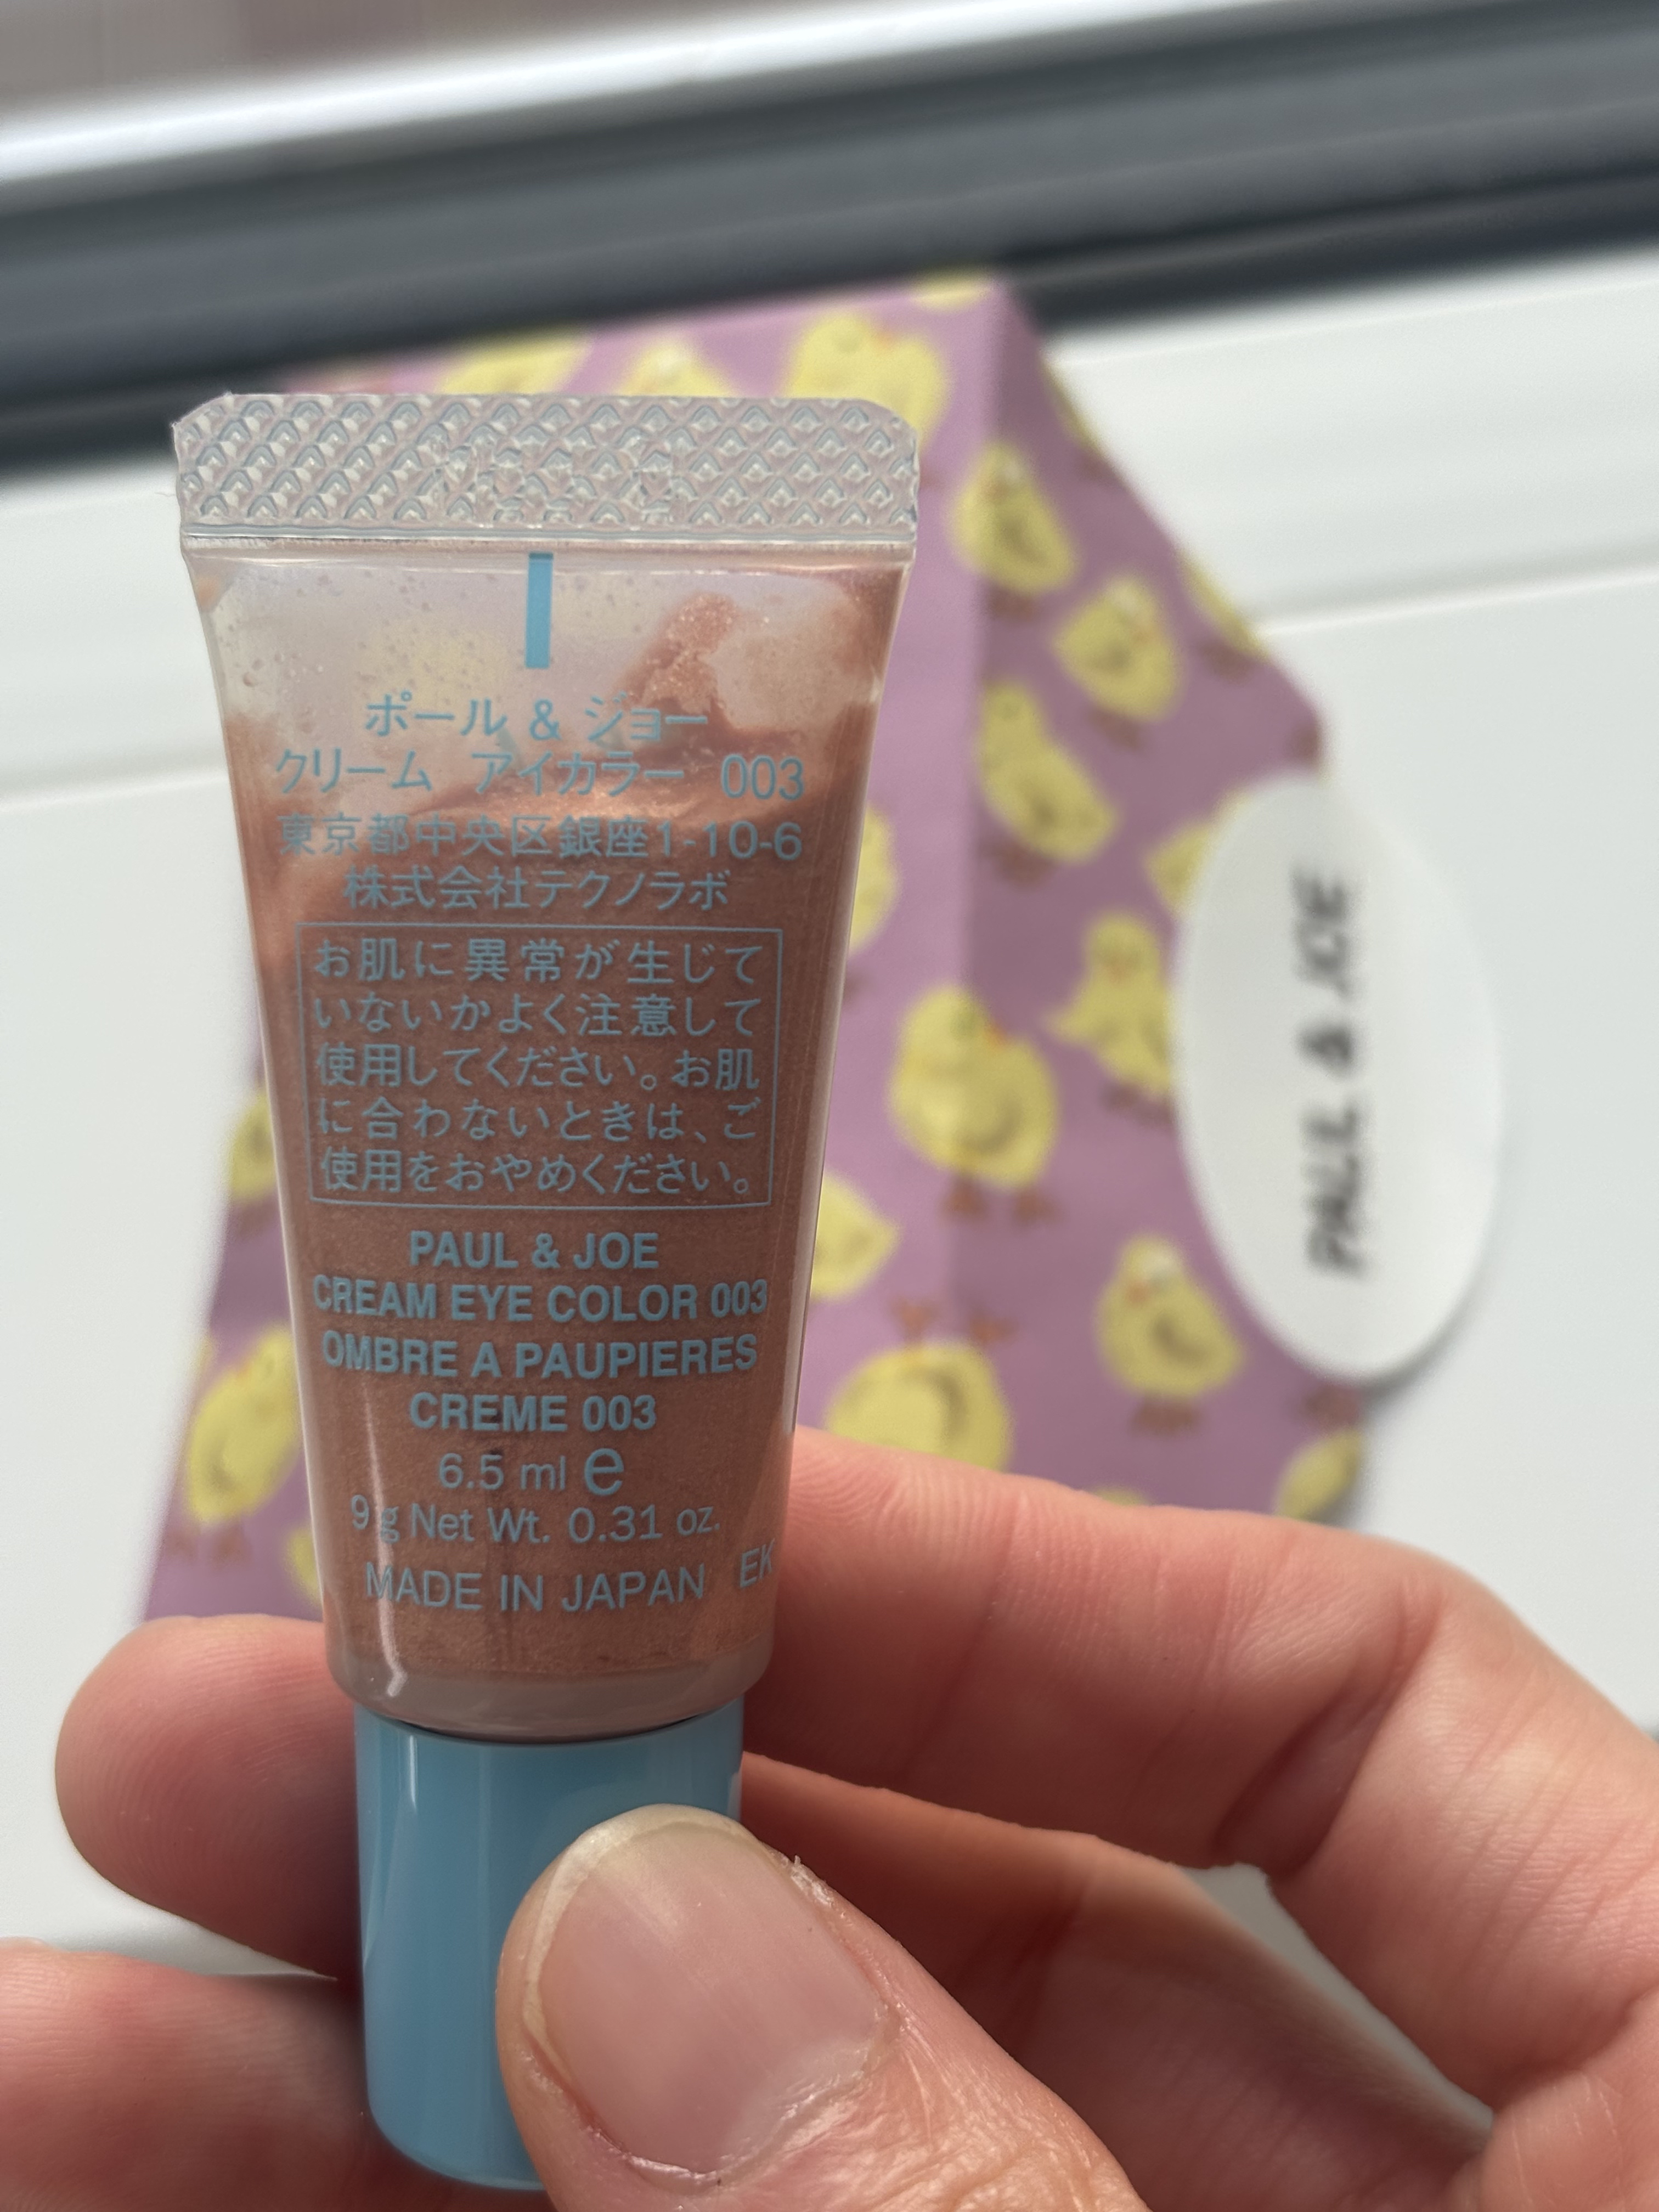 ポール & ジョー
クリーム アイカラー 003
東京都中央区銀座1-10-6
株式会社テクノラボ
お肌に異常が生じて
いないかよく注意して
使用してください。お肌
に合わないときは、ご
使用をおやめください。
PAUL & JOE
CREAM EYE COLOR 003
OMBRE A PAUPIERES
CREME 003
6.5 ml e
9 g Net Wt. 0.31 oz.
MADE IN JAPAN EK
PAUL & JOE